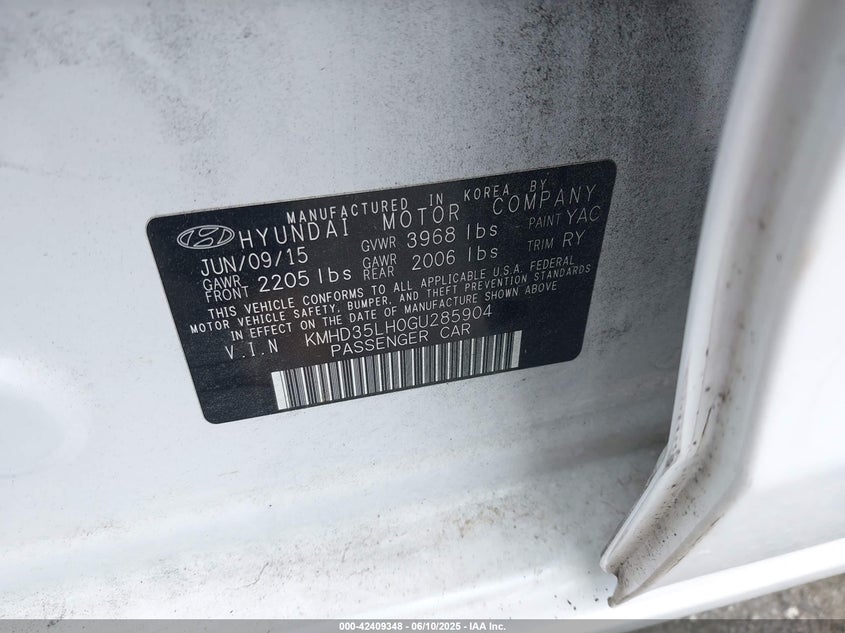 MANUFACTURED IN KOREA BY
HYUNDAI MOTOR COMPANY
JUN/09/15 GVWR 3968 lbs PAINT YAC
GAWR FRONT 2205 lbs GAWR REAR 2006 lbs TRIM RY
THIS VEHICLE CONFORMS TO ALL APPLICABLE U.S.A. FEDERAL
MOTOR VEHICLE SAFETY, BUMPER, AND THEFT PREVENTION STANDARDS
IN EFFECT ON THE DATE OF MANUFACTURE SHOWN ABOVE
V.I.N KMHD35LH0GU285904
PASSENGER CAR
000-42409348 - 06/10/2025 - © IAA, Inc.